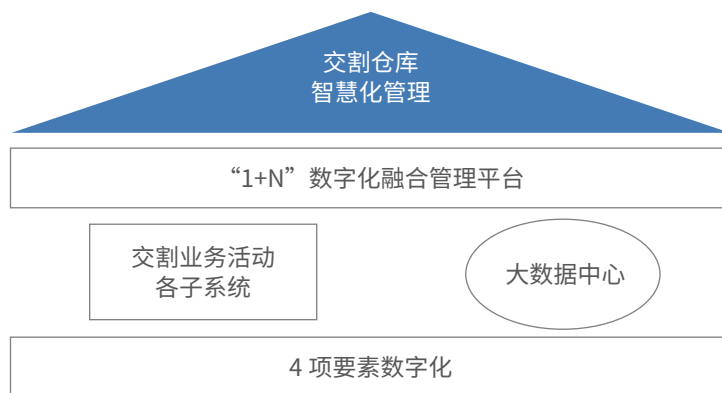 交割仓库
智慧化管理
“1+N”数字化融合管理平台
交割业务活动
各子系统
大数据中心
4 项要素数字化